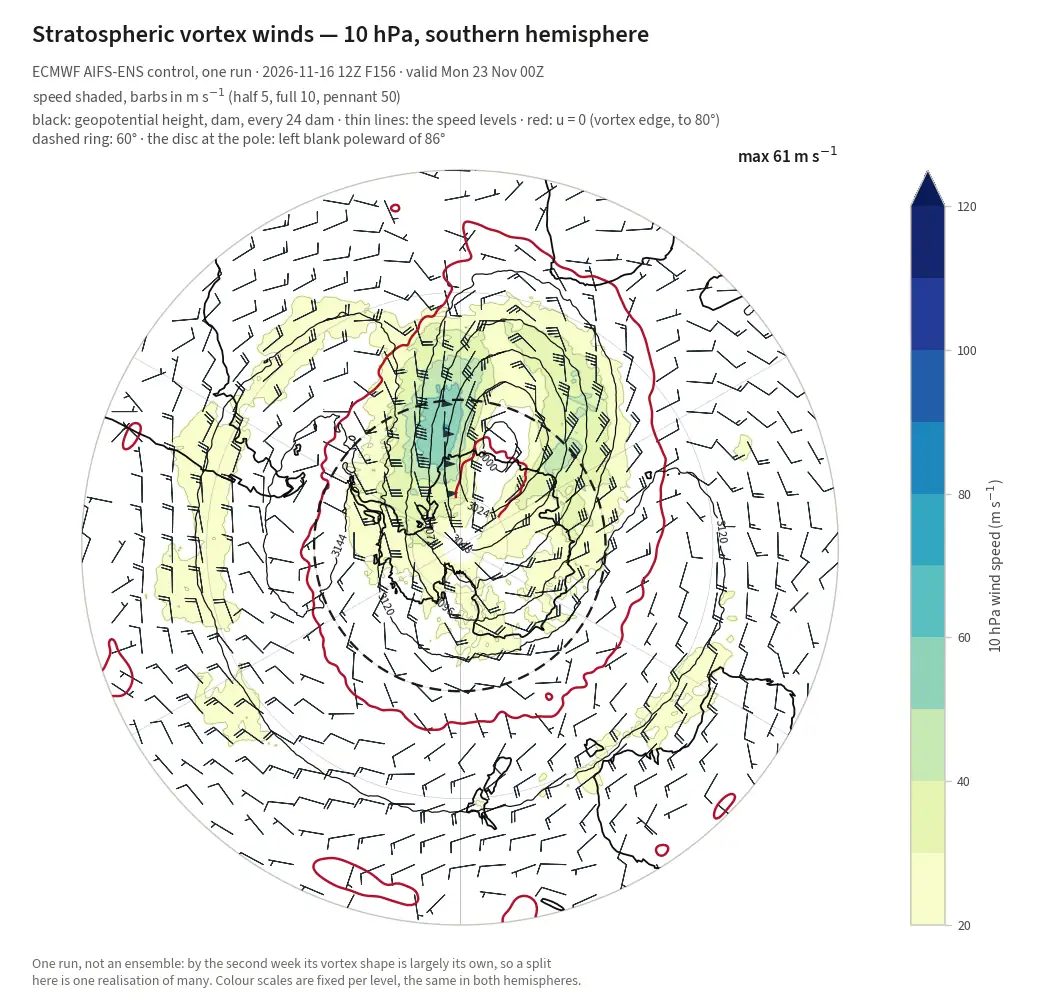 Stratospheric vortex winds — 10 hPa, southern hemisphere
ECMWF AIFS-ENS control, one run · 2026-11-16 12Z F156 · valid Mon 23 Nov 00Z
speed shaded, barbs in m s⁻¹ (half 5, full 10, pennant 50)
black: geopotential height, dam, every 24 dam · thin lines: the speed levels · red: u = 0 (vortex edge, to 80°)
dashed ring: 60° · the disc at the pole: left blank poleward of 86°
max 61 m s⁻¹
120
100
80
60
40
20
10 hPa wind speed (m s⁻¹)
3000
3024
3144
3120
3120
One run, not an ensemble: by the second week its vortex shape is largely its own, so a split
here is one realisation of many. Colour scales are fixed per level, the same in both hemispheres.